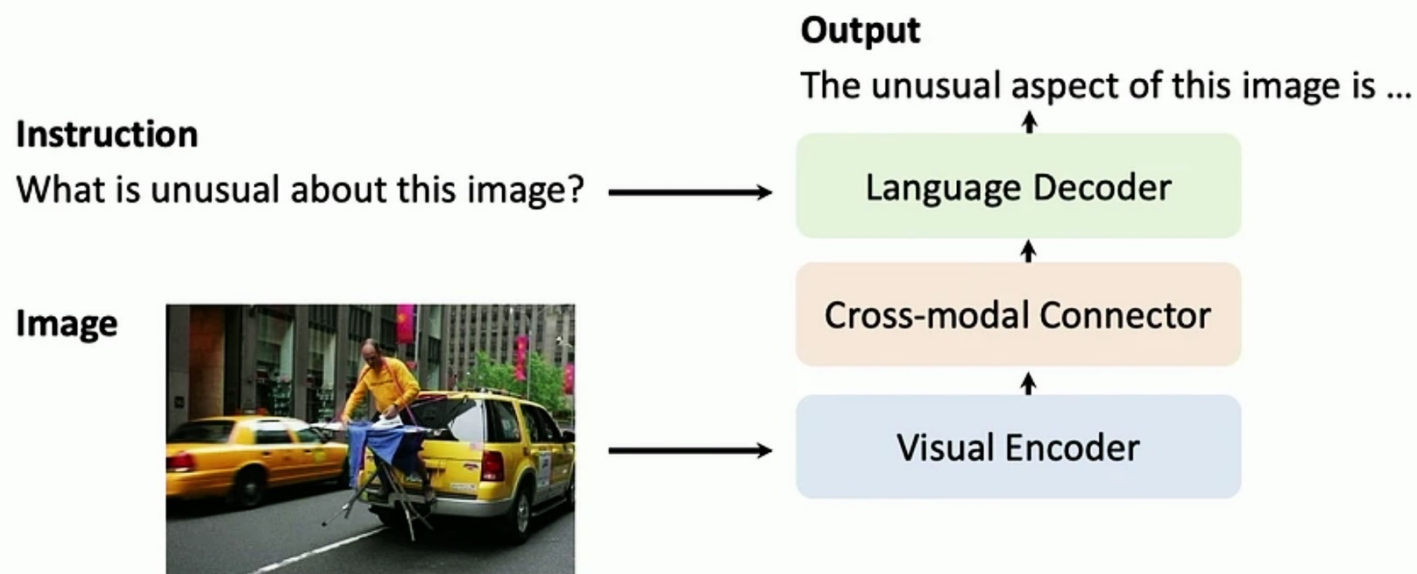 Output
The unusual aspect of this image is ...
Instruction
What is unusual about this image?
Language Decoder
Cross-modal Connector
Image
Visual Encoder